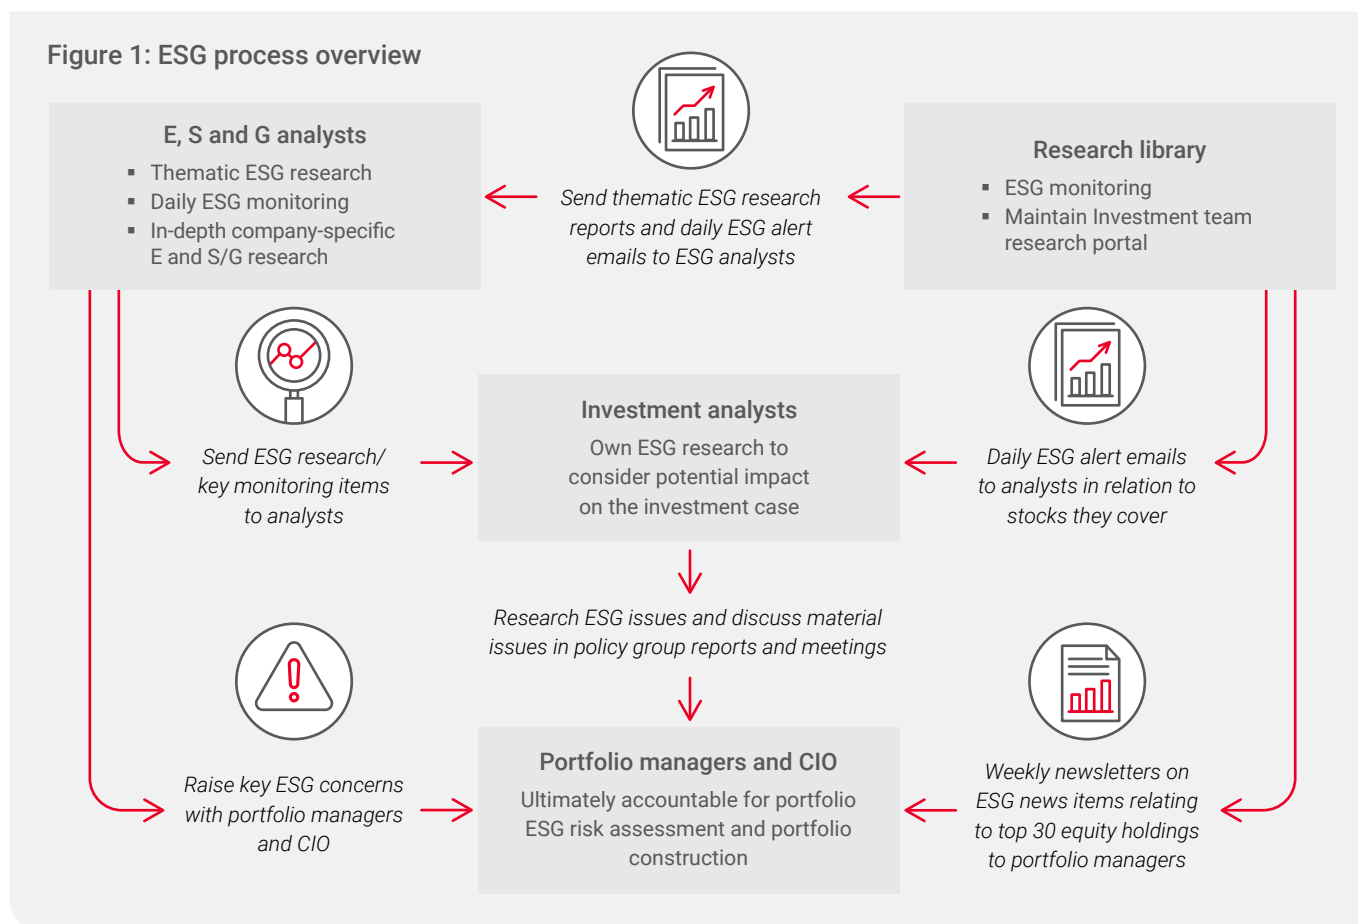 Figure 1: ESG process overview
E, S and G analysts
▪ Thematic ESG research
▪ Daily ESG monitoring
▪ In-depth company-specific
E and S/G research
Send thematic ESG research
reports and daily ESG alert
emails to ESG analysts
Research library
▪ ESG monitoring
▪ Maintain Investment team
research portal
Send ESG research/
key monitoring items
to analysts
Investment analysts
Own ESG research to
consider potential impact
on the investment case
Daily ESG alert emails
to analysts in relation to
stocks they cover
Research ESG issues and discuss material
issues in policy group reports and meetings
Raise key ESG concerns
with portfolio managers
and CIO
Portfolio managers and CIO
Ultimately accountable for portfolio
ESG risk assessment and portfolio
construction
Weekly newsletters on
ESG news items relating
to top 30 equity holdings
to portfolio managers